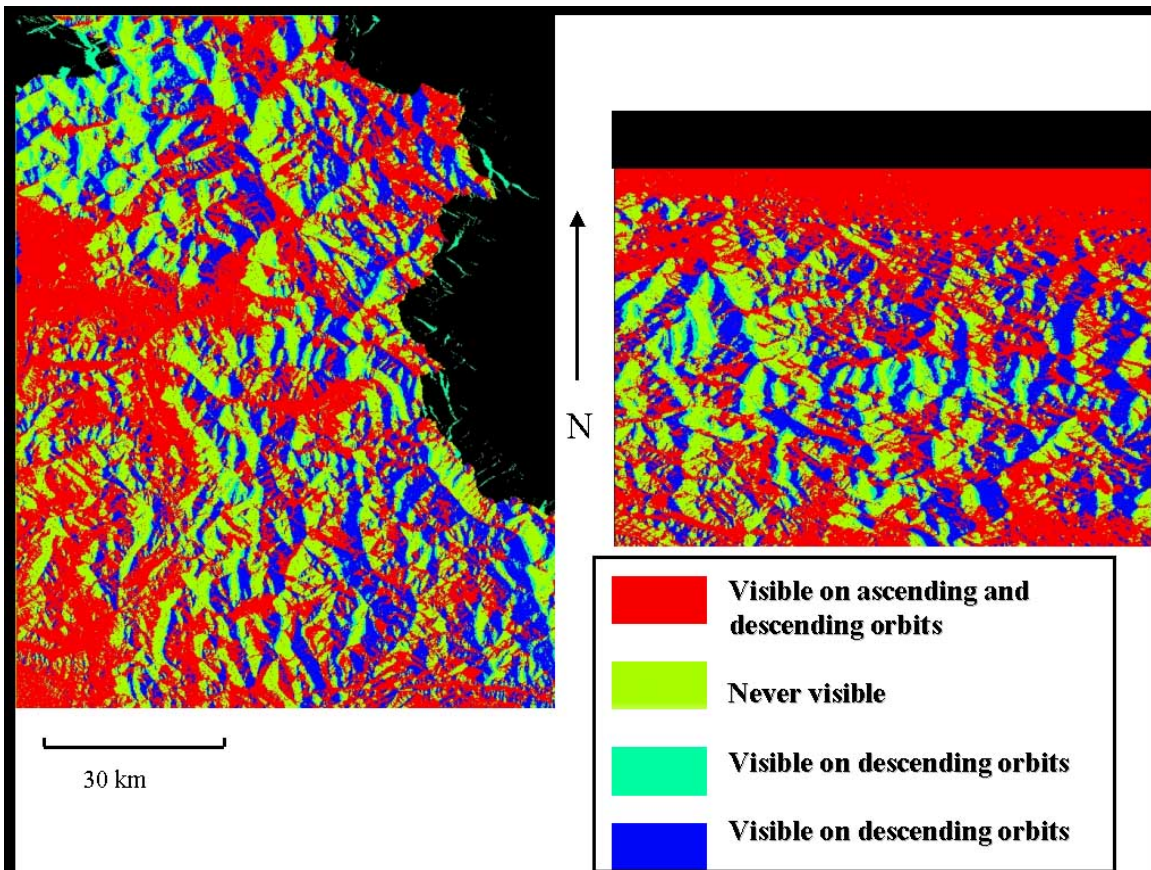 N
Visible on ascending and
descending orbits
Never visible
Visible on descending orbits
Visible on descending orbits
30 km